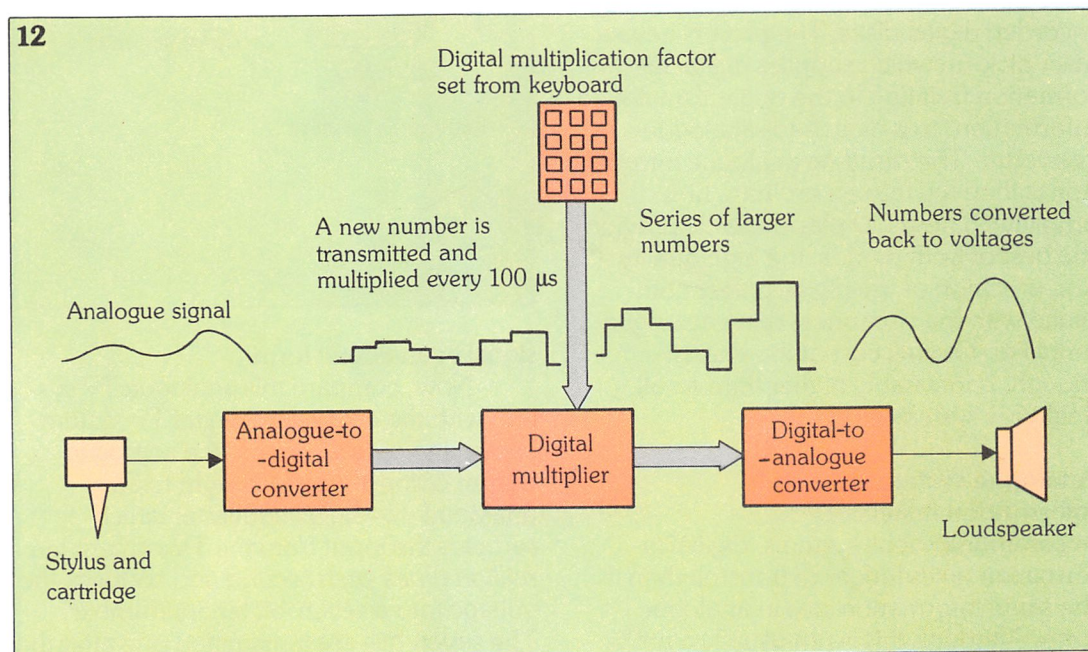 12
Digital multiplication factor
set from keyboard
A new number is
transmitted and
multiplied every 100 µs
Series of larger
numbers
Numbers converted
back to voltages
Analogue signal
Analogue-to
-digital
converter
Digital
multiplier
Digital-to
-analogue
converter
Stylus and
cartridge
Loudspeaker